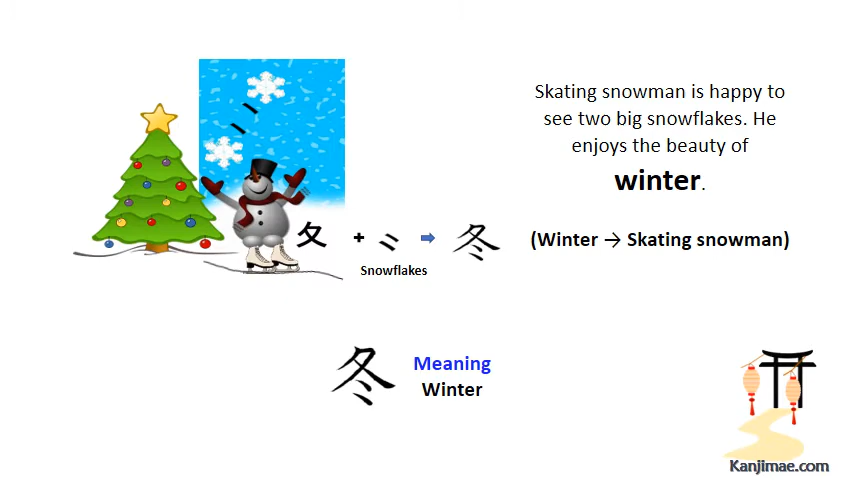 Skating snowman is happy to
see two big snowflakes. He
enjoys the beauty of
winter.
夂 + ⺀ → 冬
Snowflakes
(Winter → Skating snowman)
冬
Meaning
Winter
Kanjimae.com